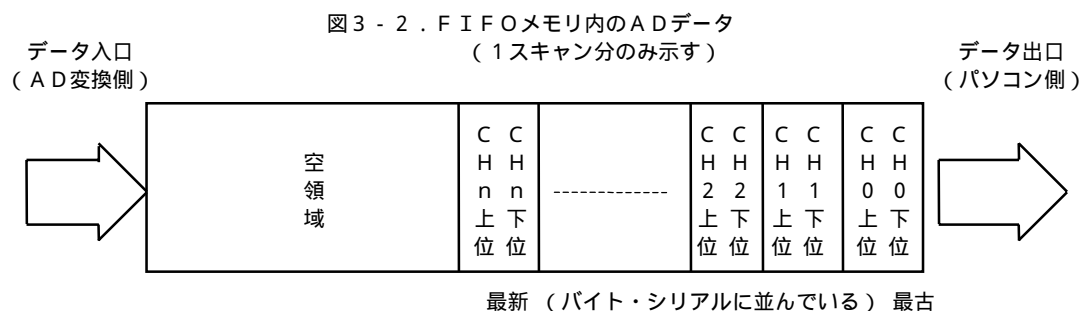 図3-2.FIFOメモリ内のADデータ
(1スキャン分のみ示す)
データ入口
(AD変換側)
データ出口
(パソコン側)
空領域
CHn上位
CHn下位
CH2上位
CH2下位
CH1上位
CH1下位
CH0上位
CH0下位
最新 (バイト・シリアルに並んでいる) 最古